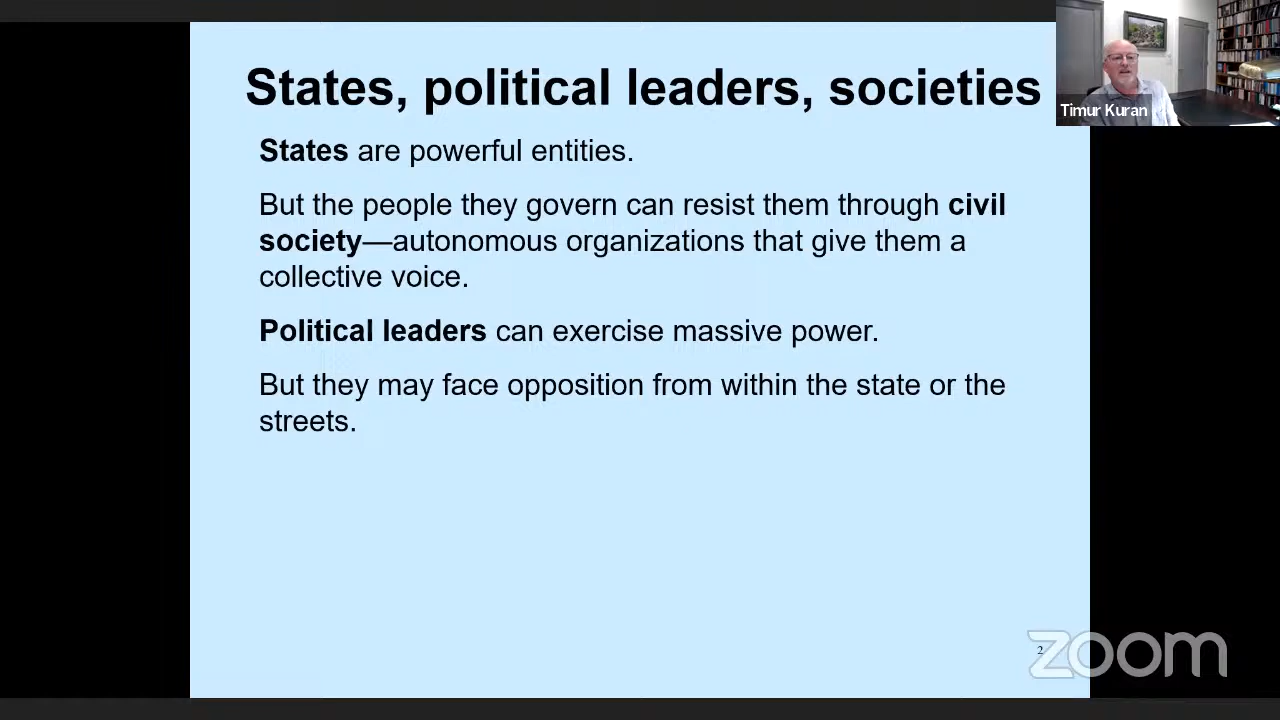 States, political leaders, societies
Timur Kuran
States are powerful entities.
But the people they govern can resist them through civil
society—autonomous organizations that give them a
collective voice.
Political leaders can exercise massive power.
But they may face opposition from within the state or the
streets.
2
zoom